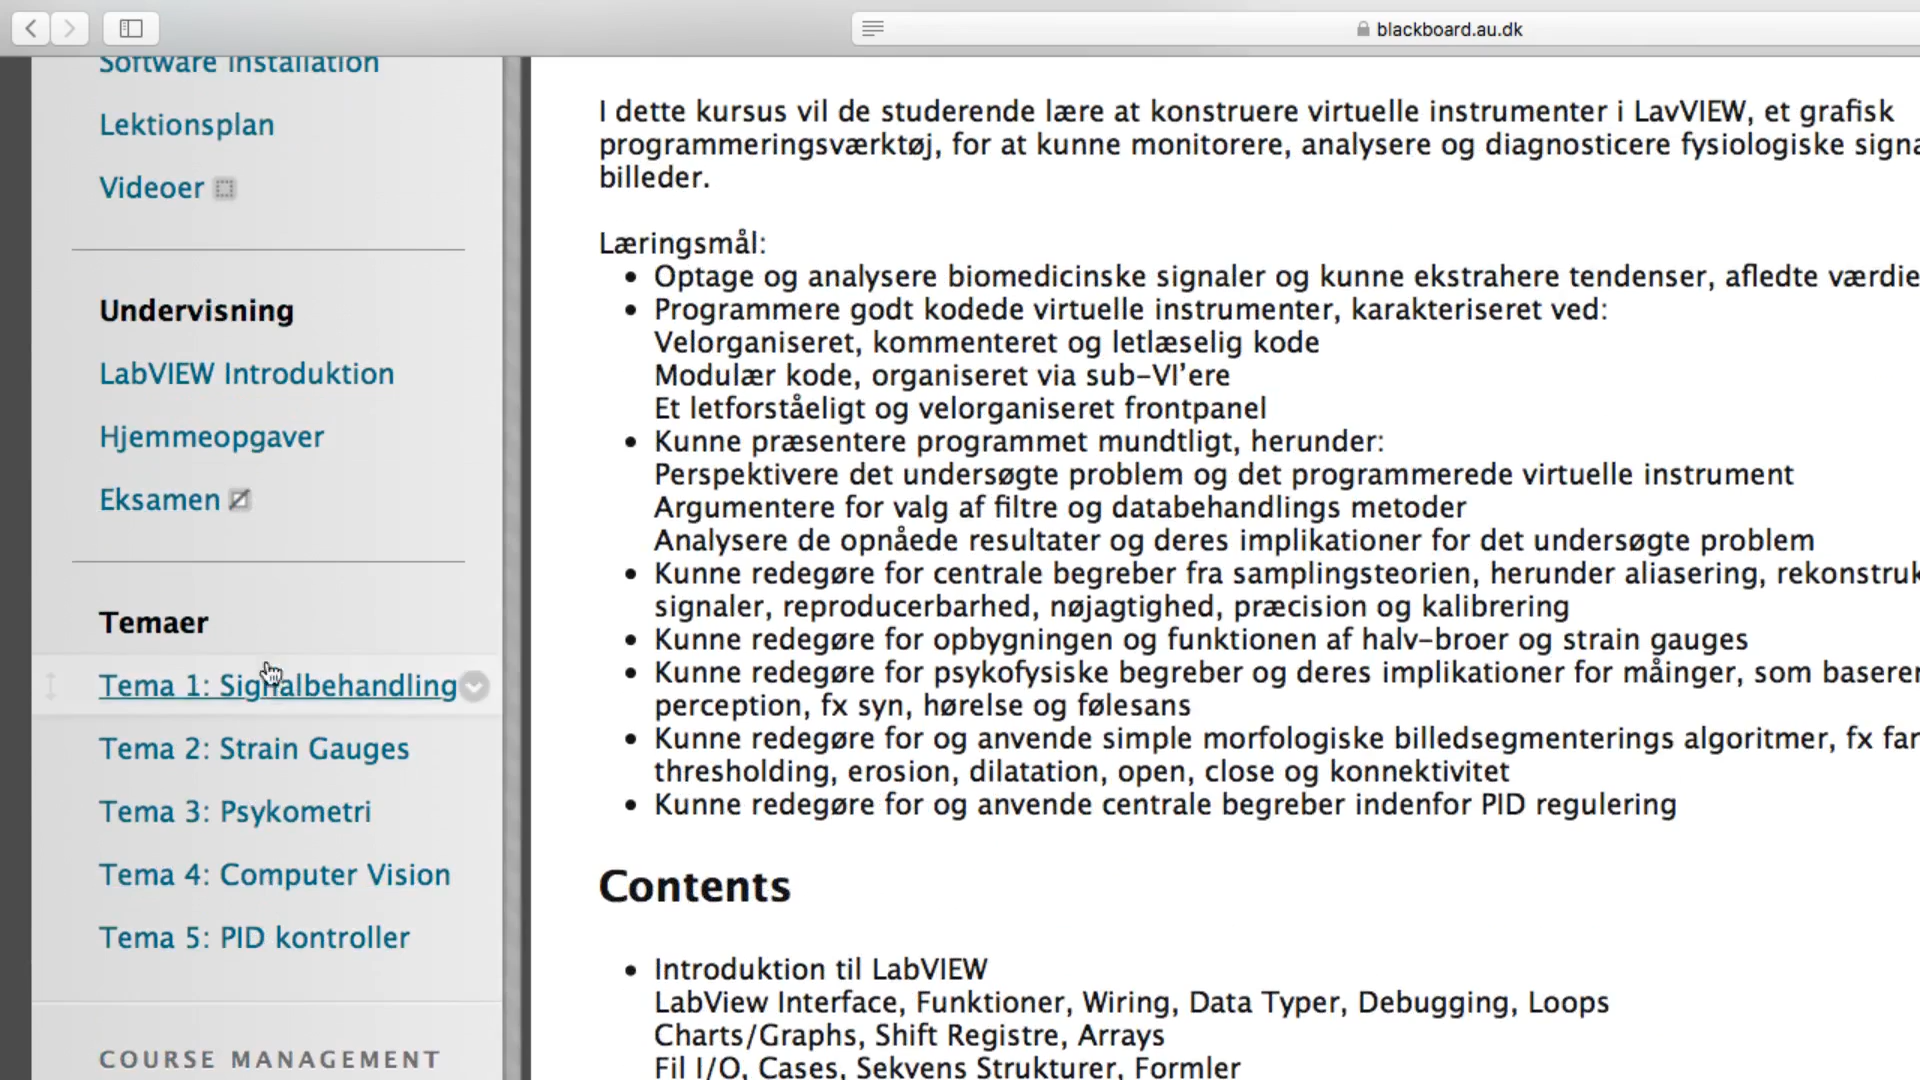 blackboard.au.dk
Software Installation
Lektionsplan
Videoer
Undervisning
LabVIEW Introduktion
Hjemmeopgaver
Eksamen
Temaer
Tema 1: Signalbehandling
Tema 2: Strain Gauges
Tema 3: Psykometri
Tema 4: Computer Vision
Tema 5: PID kontroller
COURSE MANAGEMENT
I dette kursus vil de studerende lære at konstruere virtuelle instrumenter i LavVIEW, et grafisk
programmeringsværktøj, for at kunne monitorere, analysere og diagnosticere fysiologiske
billeder.
Læringsmål:
• Optage og analysere biomedicinske signaler og kunne ekstrahere tendenser, afledte
• Programmere godt kodede virtuelle instrumenter, karakteriseret ved:
Velorganiseret, kommenteret og letlæselig kode
Modulær kode, organiseret via sub-VI’ere
Et letforståeligt og velorganiseret frontpanel
• Kunne præsentere programmet mundtligt, herunder:
Perspektivere det undersøgte problem og det programmerede virtuelle instrument
Argumentere for valg af filtre og databehandlings metoder
Analysere de opnåede resultater og deres implikationer for det undersøgte problem
• Kunne redegøre for centrale begreber fra samplingsteorien, herunder aliasering,
signaler, reproducerbarhed, nøjagtighed, præcision og kalibrering
• Kunne redegøre for opbygningen og funktionen af halv-broer og strain gauges
• Kunne redegøre for psykofysiske begreber og deres implikationer for målinger, som
perception, fx syn, hørelse og følesans
• Kunne redegøre for og anvende simple morfologiske billedsegmenterings algoritmer, fx
thresholding, erosion, dilatation, open, close og konnektivitet
• Kunne redegøre for og anvende centrale begreber indenfor PID regulering
Contents
• Introduktion til LabVIEW
LabView Interface, Funktioner, Wiring, Data Typer, Debugging, Loops
Charts/Graphs, Shift Registre, Arrays
Fil I/O, Cases, Sekvens Strukturer, Formler